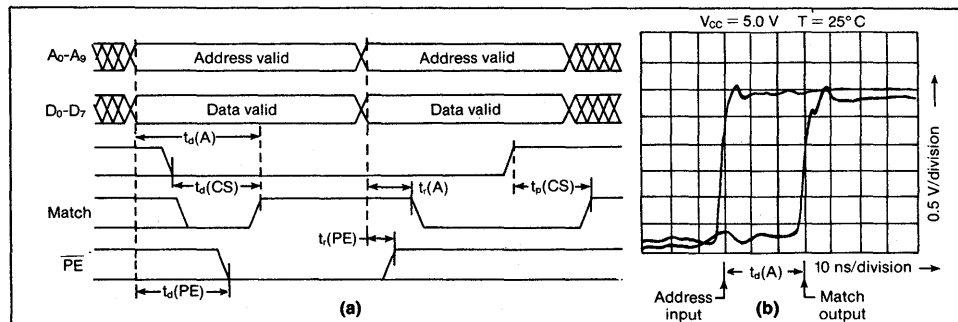 A₀-A₉
Address valid
Address valid
D₀-D₇
Data valid
Data valid
t_d(A)
t_d(CS)
t_r(A)
t_p(CS)
Match
t_r(PE)
P̅E̅
t_d(PE)
(a)
V_CC = 5.0 V T = 25° C
0.5 V/division
t_d(A)
10 ns/division
Address input
(b)
Match output